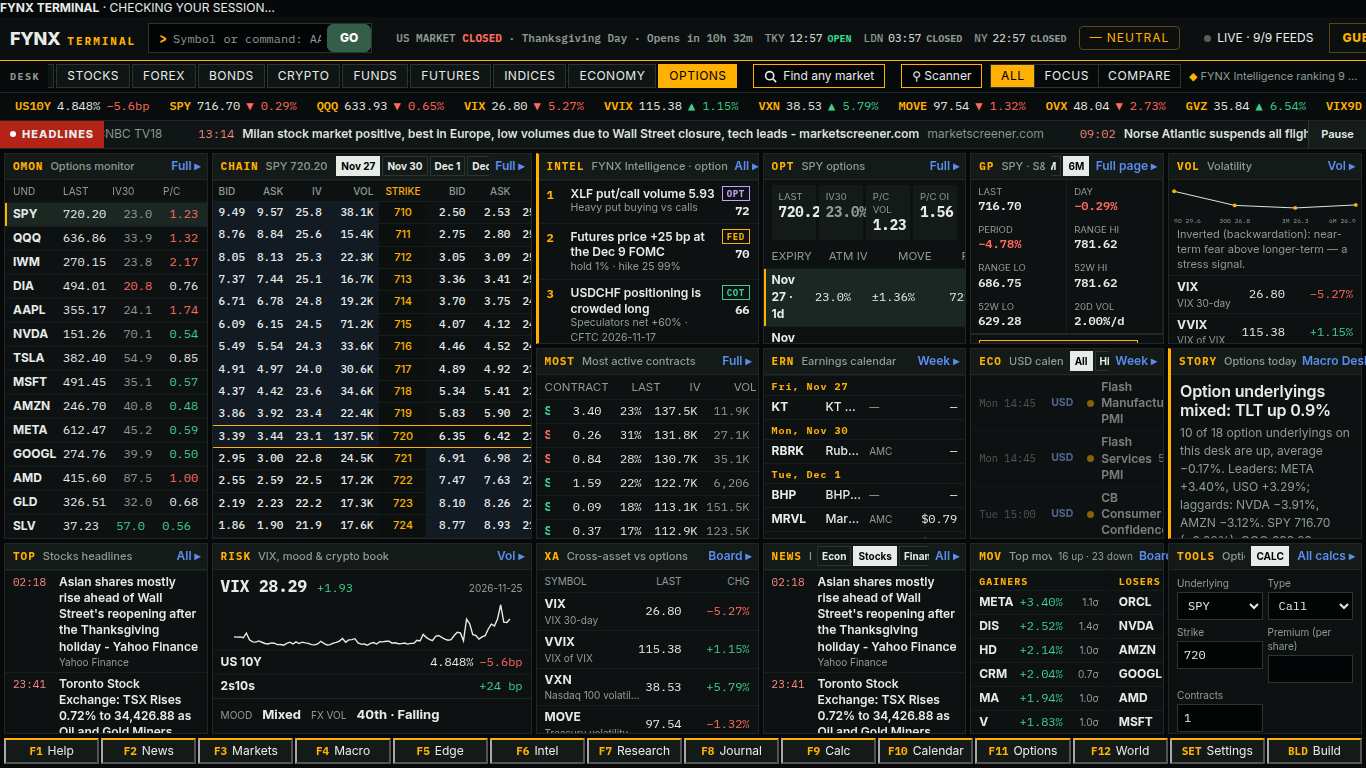 FYNX TERMINAL · CHECKING YOUR SESSION...
FYNX TERMINAL > Symbol or command: AA GO US MARKET CLOSED · Thanksgiving Day · Opens in 10h 32m TKY 12:57 OPEN LDN 03:57 CLOSED NY 22:57 CLOSED — NEUTRAL LIVE · 9/9 FEEDS
DESK STOCKS FOREX BONDS CRYPTO FUNDS FUTURES INDICES ECONOMY OPTIONS Find any market Scanner ALL FOCUS COMPARE FYNX Intelligence ranking 9 ...
US10Y 4.848% −5.6bp SPY 716.70 ▼ 0.29% QQQ 633.93 ▼ 0.65% VIX 26.80 ▼ 5.27% VVIX 115.38 ▲ 1.15% VXN 38.53 ▲ 5.79% MOVE 97.54 ▼ 1.32% OVX 48.04 ▼ 2.73% GVZ 35.84 ▲ 6.54% VIX9D
HEADLINES NBC TV18 13:14 Milan stock market positive, best in Europe, low volumes due to Wall Street closure, tech leads - marketscreener.com marketscreener.com 09:02 Norse Atlantic suspends all fligh Pause
OMON Options monitor Full ▸
UND LAST IV30 P/C
SPY 720.20 23.0 1.23
QQQ 636.86 33.9 1.32
IWM 270.15 23.8 2.17
DIA 494.01 20.8 0.76
AAPL 355.17 24.1 1.74
NVDA 151.26 70.1 0.54
TSLA 382.40 54.9 0.85
MSFT 491.45 35.1 0.57
AMZN 246.70 40.8 0.48
META 612.47 45.2 0.59
GOOGL 274.76 39.9 0.50
AMD 415.60 87.5 1.00
GLD 326.51 32.0 0.68
SLV 37.23 57.0 0.56
CHAIN SPY 720.20 Nov 27 Nov 30 Dec 1 Dec Full ▸
BID ASK IV VOL STRIKE BID ASK
9.49 9.57 25.8 38.1K 710 2.50 2.53
8.76 8.84 25.6 15.4K 711 2.75 2.80
8.05 8.13 25.3 22.3K 712 3.05 3.09
7.37 7.44 25.1 16.7K 713 3.36 3.41
6.71 6.78 24.8 19.2K 714 3.70 3.75
6.09 6.15 24.5 71.2K 715 4.07 4.12
5.49 5.54 24.3 33.6K 716 4.46 4.52
4.91 4.97 24.0 30.6K 717 4.89 4.92
4.37 4.42 23.6 34.6K 718 5.34 5.41
3.86 3.92 23.4 22.4K 719 5.83 5.90
3.39 3.44 23.1 137.5K 720 6.35 6.42
2.95 3.00 22.8 24.5K 721 6.91 6.98
2.55 2.59 22.5 17.2K 722 7.47 7.63
2.19 2.23 22.2 17.4K 723 8.10 8.26
1.86 1.90 21.9 17.6K 724 8.77 8.93
INTEL FYNX Intelligence · option All ▸
1 XLF put/call volume 5.93 OPT
Heavy put buying vs calls 72
2 Futures price +25 bp at FED
the Dec 9 FOMC 70
hold 1% · hike 25 99%
3 USDCHF positioning is COT
crowded long 66
Speculators net +60% ·
CFTC 2026-11-17
OPT SPY options Full ▸
LAST IV30 P/C VOL P/C OI
720.2 23.0% 1.23 1.56
EXPIRY ATM IV MOVE
Nov 27 · 1d 23.0% ±1.36% 72
Nov
GP SPY · S& 6M Full page ▸
LAST DAY
716.70 −0.29%
PERIOD RANGE HI
−4.78% 781.62
RANGE LO 52W HI
686.75 781.62
52W LO 20D VOL
629.28 2.00%/d
VOL Volatility Vol ▸
9D 29.6 30D 26.8 3M 26.3 6M 26.9
Inverted (backwardation): near-
term fear above longer-term — a
stress signal.
VIX 26.80 −5.27%
VIX 30-day
VVIX 115.38 +1.15%
VIX of VIX
MOST Most active contracts Full ▸
CONTRACT LAST IV VOL
S 3.40 23% 137.5K 11.9K
S 0.26 31% 131.8K 27.1K
S 0.84 28% 130.7K 35.1K
S 1.59 22% 122.7K 6,206
S 0.09 18% 113.1K 151.5K
S 0.37 17% 112.9K 123.5K
ERN Earnings calendar Week ▸
Fri, Nov 27
KT KT ... — —
Mon, Nov 30
RBRK Rub... AMC —
Tue, Dec 1
BHP BHP... — —
MRVL Mar... AMC $0.79
ECO USD calen All Hi Week ▸
Mon 14:45 USD Flash Manufactu PMI
Mon 14:45 USD Flash Services PMI
Tue 15:00 USD CB Consumer Confidence
STORY Options today Macro Desk
Option underlyings
mixed: TLT up 0.9%
10 of 18 option underlyings on
this desk are up, average
−0.17%. Leaders: META
+3.40%, USO +3.29%;
laggards: NVDA −3.91%,
AMZN −3.12%. SPY 716.70
TOP Stocks headlines All ▸
02:18 Asian shares mostly
rise ahead of Wall
Street's reopening after
the Thanksgiving
holiday - Yahoo Finance
Yahoo Finance
23:41 Toronto Stock
Exchange: TSX Rises
0.72% to 34,426.88 as
Oil and Gold Miners
RISK VIX, mood & crypto book Vol ▸
VIX 28.29 +1.93 2026-11-25
US 10Y 4.848% −5.6bp
2s10s +24 bp
MOOD Mixed FX VOL 40th · Falling
XA Cross-asset vs options Board ▸
SYMBOL LAST CHG
VIX 26.80 −5.27%
VIX 30-day
VVIX 115.38 +1.15%
VIX of VIX
VXN 38.53 +5.79%
Nasdaq 100 volatil...
MOVE 97.54 −1.32%
Treasury volatility
NEWS Econ Stocks Finan All ▸
02:18 Asian shares mostly
rise ahead of Wall
Street's reopening after
the Thanksgiving
holiday - Yahoo Finance
Yahoo Finance
23:41 Toronto Stock
Exchange: TSX Rises
0.72% to 34,426.88 as
Oil and Gold Miners
MOV Top mov 16 up · 23 down Board
GAINERS LOSERS
META +3.40% 1.1σ ORCL
DIS +2.52% 1.4σ NVDA
HD +2.14% 1.0σ AMZN
CRM +2.04% 0.7σ GOOGL
MA +1.94% 1.0σ AMD
V +1.83% 1.0σ MSFT
TOOLS Opti CALC All calcs ▸
Underlying Type
SPY Call
Strike Premium (per share)
720
Contracts
1
F1 Help F2 News F3 Markets F4 Macro F5 Edge F6 Intel F7 Research F8 Journal F9 Calc F10 Calendar F11 Options F12 World SET Settings BLD Build